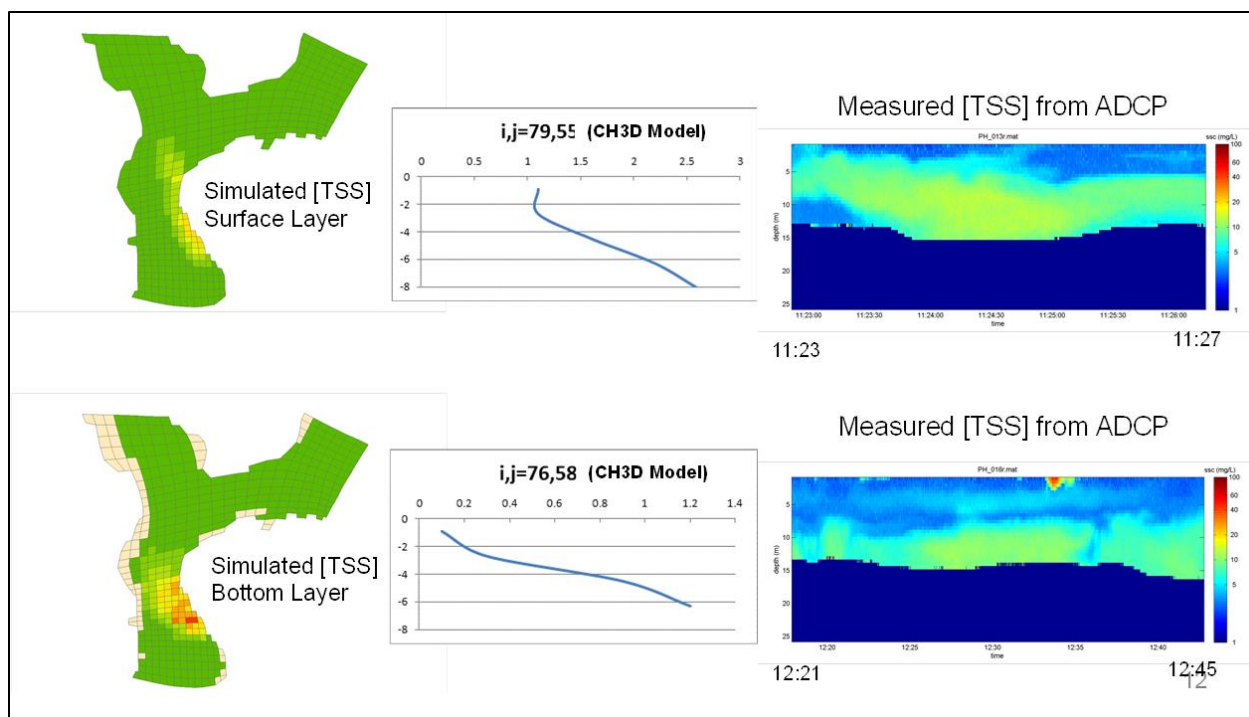 Simulated [TSS]
Surface Layer
i,j=79,55 (CH3D Model)
0 0.5 1 1.5 2 2.5 3
0
-2
-4
-6
-8
Measured [TSS] from ADCP
PH_013r.mat
ssc (mg/L)
100
60
40
20
10
5
1
5
10
15
20
25
depth (m)
11:23:00 11:23:30 11:24:00 11:24:30 11:25:00 11:25:30 11:26:00
time
11:23 11:27
Simulated [TSS]
Bottom Layer
i,j=76,58 (CH3D Model)
0 0.2 0.4 0.6 0.8 1 1.2 1.4
0
-2
-4
-6
-8
Measured [TSS] from ADCP
PH_016r.mat
ssc (mg/L)
100
60
40
20
10
5
1
5
10
15
20
25
depth (m)
12:20 12:25 12:30 12:35 12:40
time
12:21 12:45
12